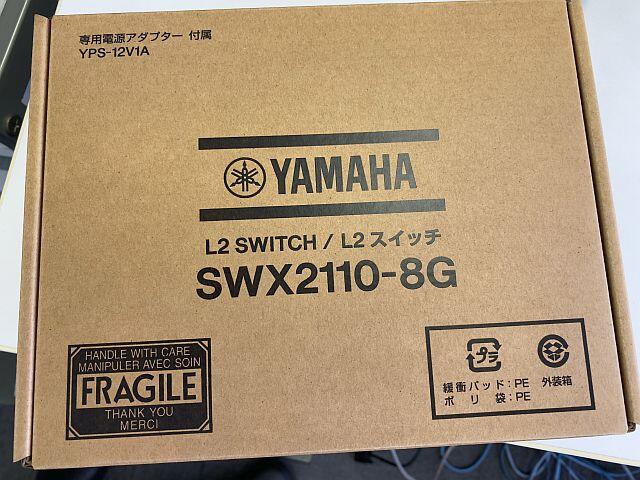 専用電源アダプター 付属
YPS-12V1A
YAMAHA
L2 SWITCH / L2 スイッチ
SWX2110-8G
HANDLE WITH CARE
MANIPULER AVEC SOIN
FRAGILE
THANK YOU
MERCI
プラ
緩衝パッド:PE 外装箱
ポリ袋:PE